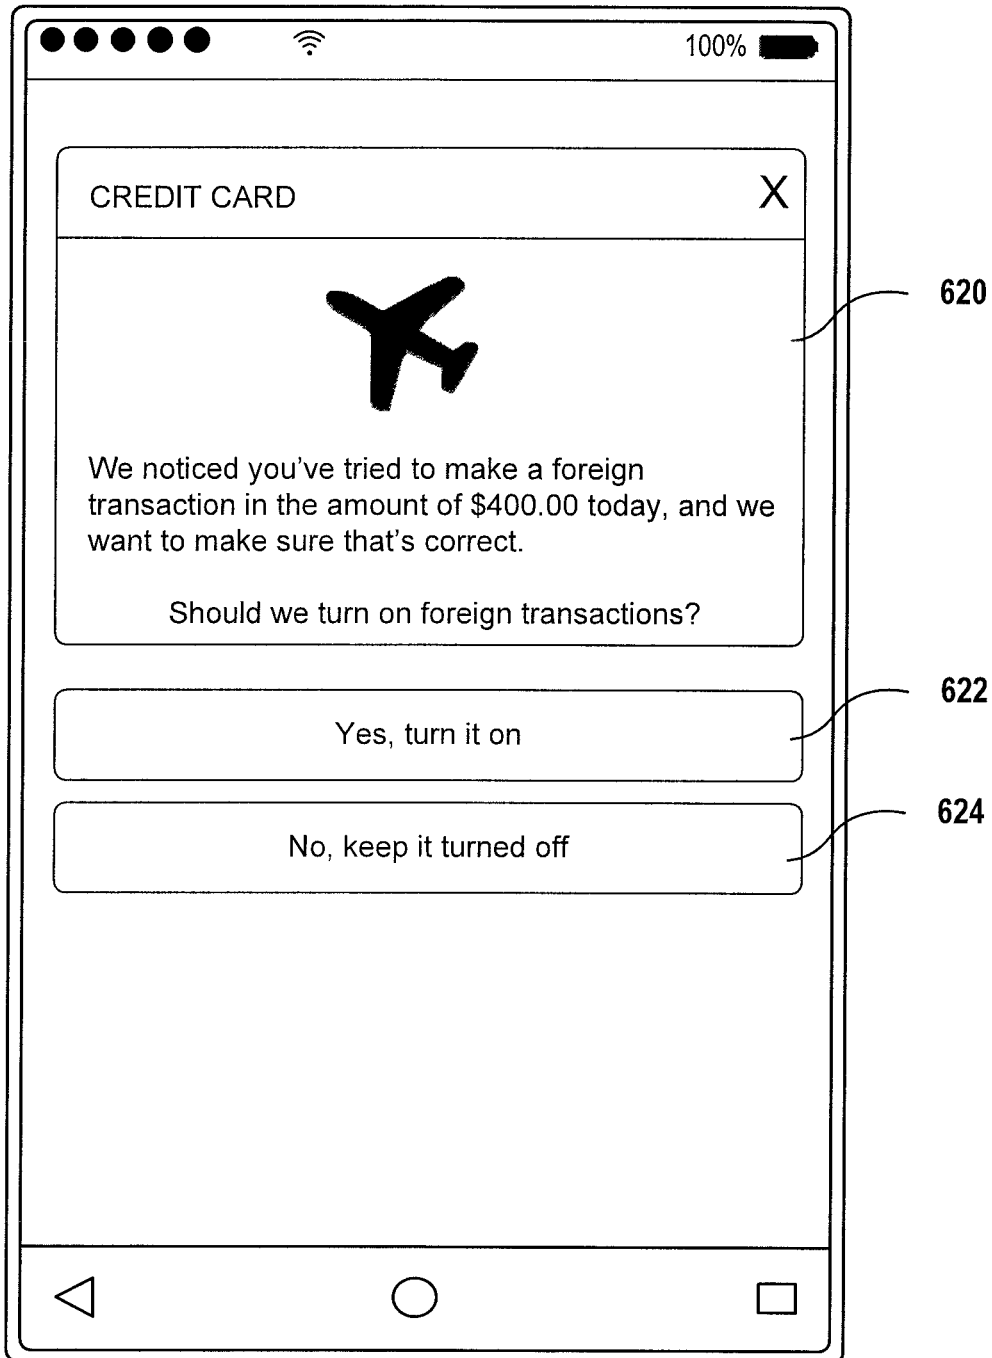 100%
CREDIT CARD X
620
We noticed you've tried to make a foreign
transaction in the amount of $400.00 today, and we
want to make sure that's correct.
Should we turn on foreign transactions?
622
Yes, turn it on
624
No, keep it turned off